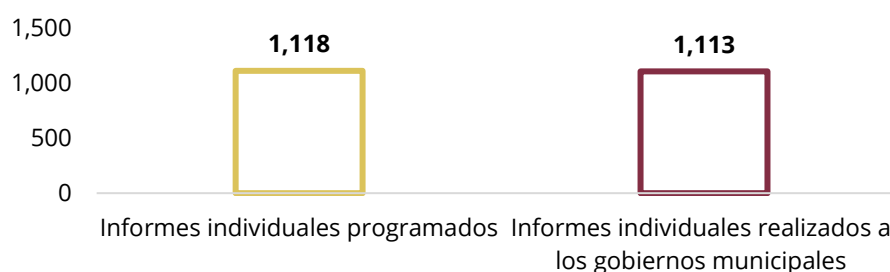 1,500
1,118
1,113
1,000
500
0
Informes individuales programados
Informes individuales realizados a
los gobiernos municipales